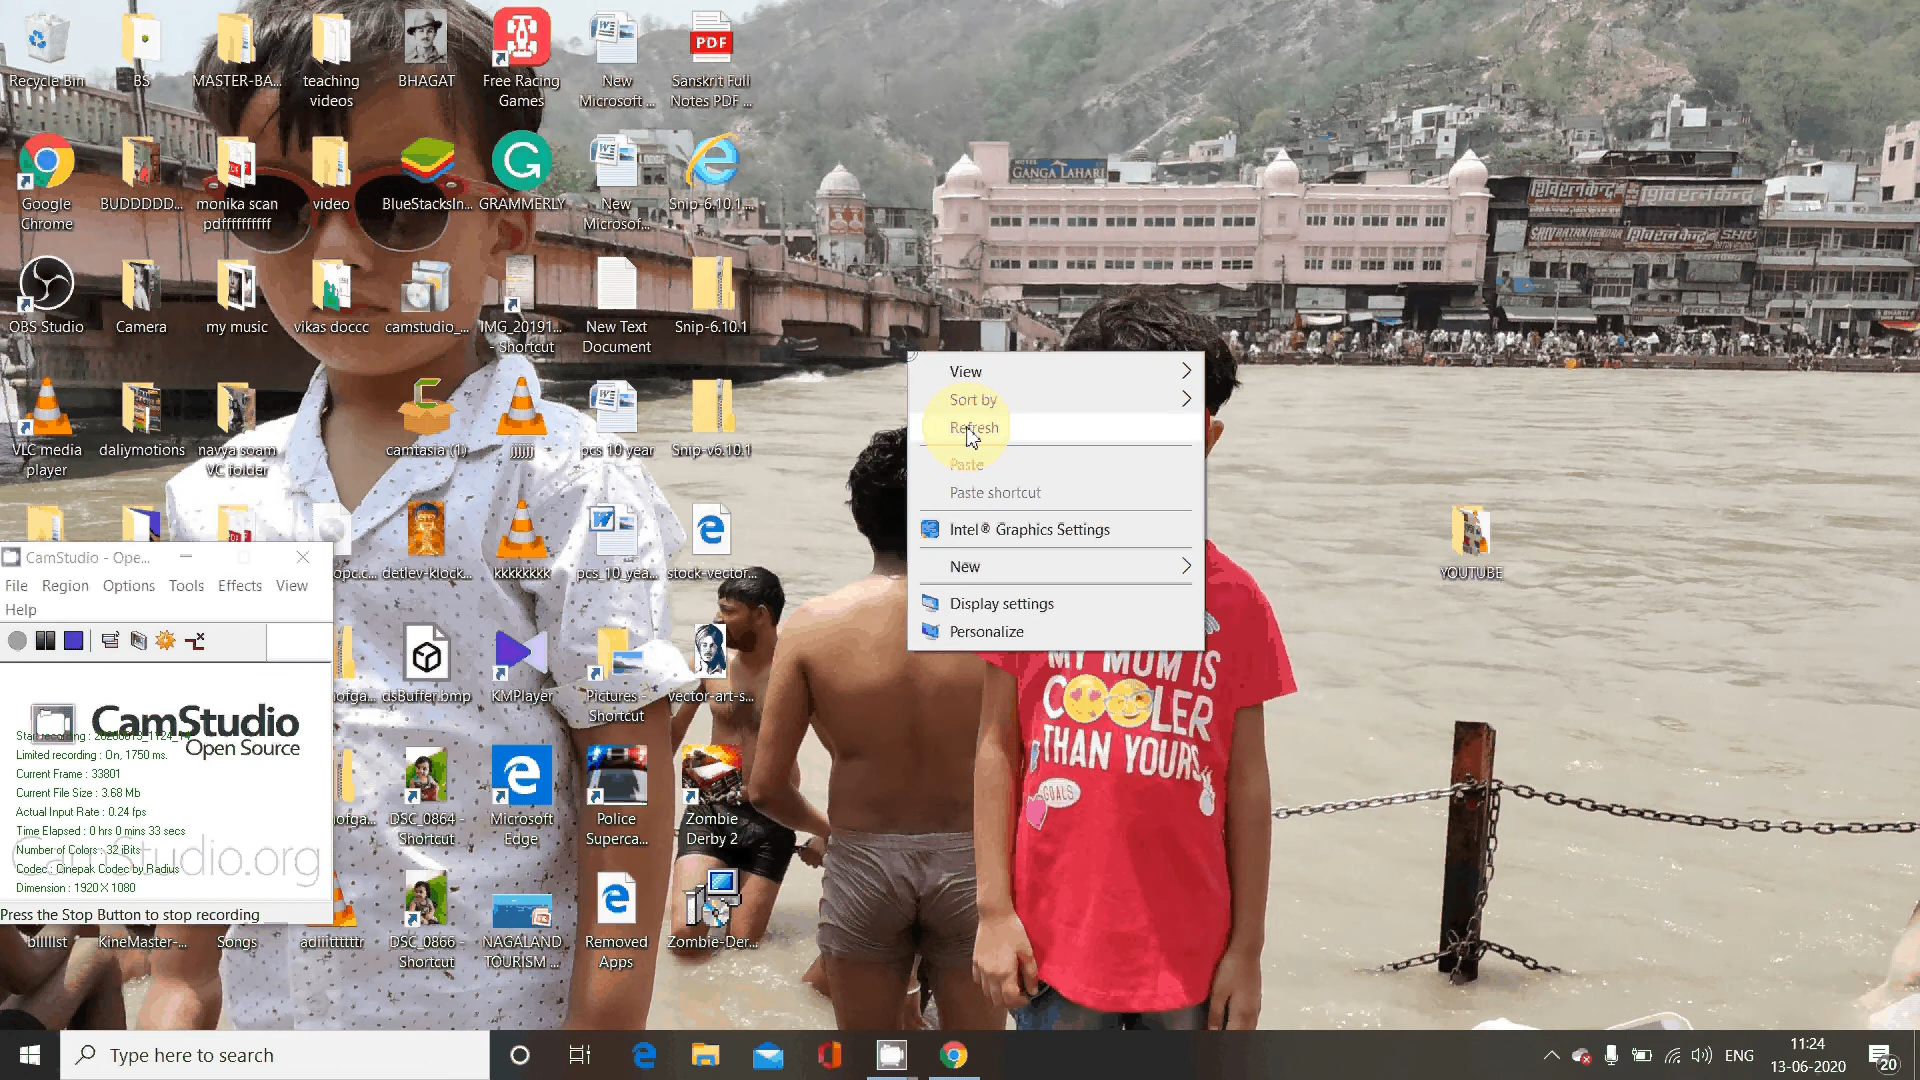 Recycle Bin
BS
MASTER-BA...
teaching
videos
BHAGAT
Free Racing
Games
New
Microsoft ...
PDF
Sanskrit Full
Notes PDF ...
Google
Chrome
BUDDDDD...
monika scan
pdffffffffff
video
BlueStacksIn...
GRAMMERLY
New
Microsof...
Snip-6.10.1....
OBS Studio
Camera
my music
vikas doccc
camstudio_...
IMG_20191...
- Shortcut
New Text
Document
Snip-6.10.1
VLC media
player
daliymotions
navya soam
VC folder
camtasia (1)
jjjjjj
pcs 10 year
Snip-v6.10.1
detlev-klock...
kkkkkkkk
pcs_10_yea...
stock-vector...
dsBuffer.bmp
KMPlayer
Pictures -
Shortcut
vector-art-s...
DSC_0864 -
Shortcut
Microsoft
Edge
Police
Superca...
Zombie
Derby 2
KineMaster-...
Songs
adiiittttttr
DSC_0866 -
Shortcut
NAGALAND
TOURISM ...
Removed
Apps
Zombie-Der...
YOUTUBE
CamStudio - Ope...
File Region Options Tools Effects View
Help
CamStudio
Open Source
Limited recording : On, 1750 ms.
Current Frame : 33801
Current File Size : 3.68 Mb
Actual Input Rate : 0.24 fps
Time Elapsed : 0 hrs 0 mins 33 secs
Number of Colors : 32 iBits
CamStudio.org
Codec : Cinepak Codec by Radius
Dimension : 1920 X 1080
Press the Stop Button to stop recording
View
Sort by
Refresh
Paste
Paste shortcut
Intel® Graphics Settings
New
Display settings
Personalize
HOTEL
GANGA LAHARI
MY MUM IS
COOLER
THAN YOURS
GOALS
Type here to search
ENG
11:24
13-06-2020
20